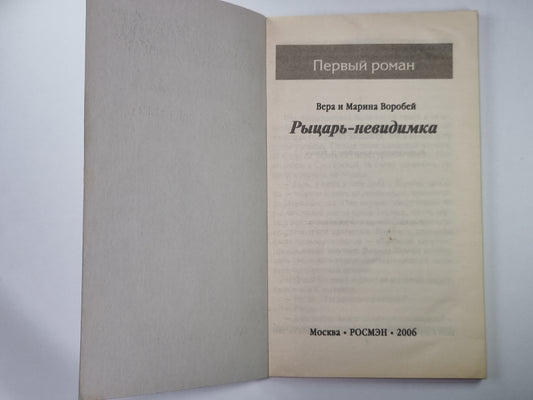 Первый роман
Вера и Марина Воробей
Рыцарь-невидимка
Москва • РОСМЭН • 2006